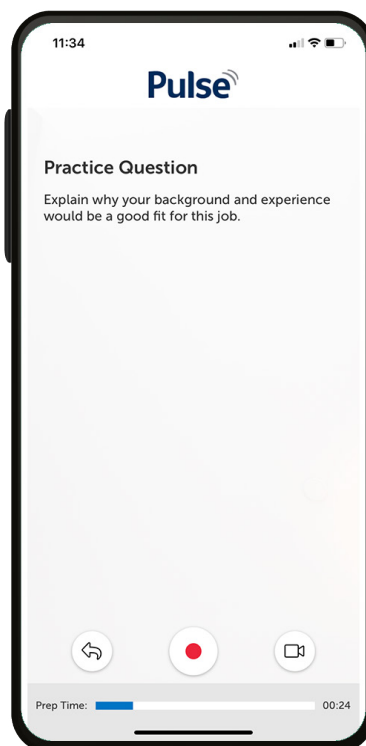 11:34
Pulse
Practice Question
Explain why your background and experience
would be a good fit for this job.
Prep Time: 00:24